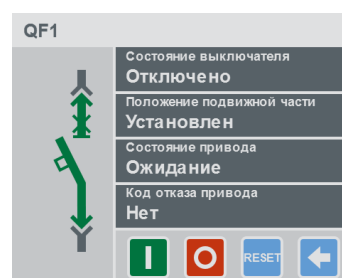 QF1
Состояние выключателя
Отключено
Положение подвижной части
Установлен
Состояние привода
Ожидание
Код отказа привода
Нет
RESET